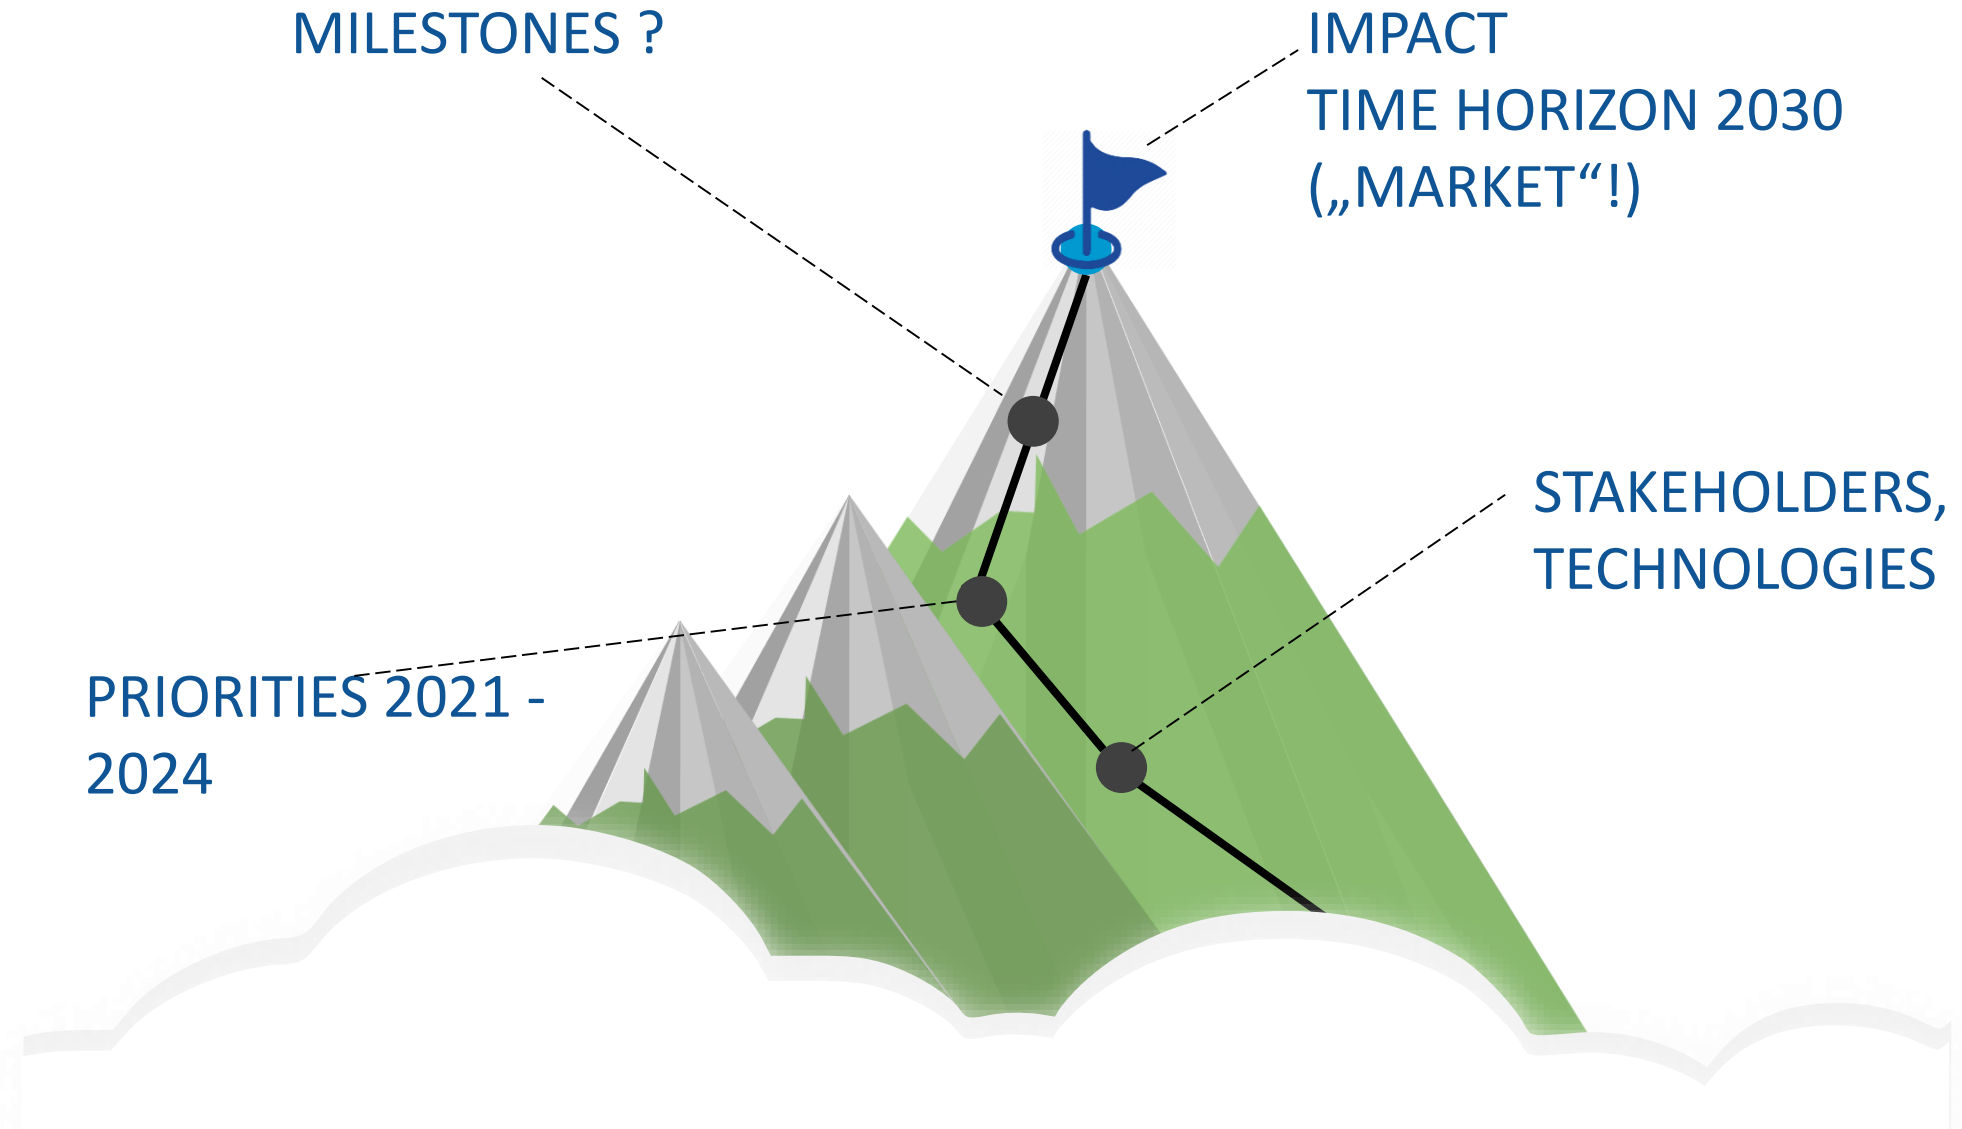 MILESTONES ?
IMPACT
TIME HORIZON 2030
(„MARKET“!)
STAKEHOLDERS,
TECHNOLOGIES
PRIORITIES 2021 -
2024